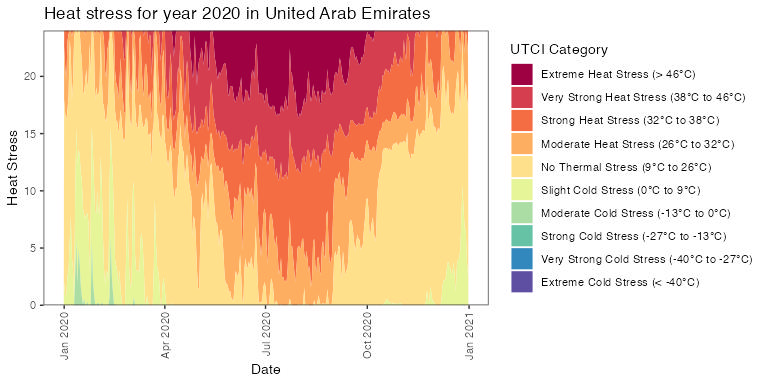 Heat stress for year 2020 in United Arab Emirates
Heat Stress
20
15
10
5
0
Jan 2020
Apr 2020
Jul 2020
Oct 2020
Jan 2021
Date
UTCI Category
Extreme Heat Stress (> 46°C)
Very Strong Heat Stress (38°C to 46°C)
Strong Heat Stress (32°C to 38°C)
Moderate Heat Stress (26°C to 32°C)
No Thermal Stress (9°C to 26°C)
Slight Cold Stress (0°C to 9°C)
Moderate Cold Stress (-13°C to 0°C)
Strong Cold Stress (-27°C to -13°C)
Very Strong Cold Stress (-40°C to -27°C)
Extreme Cold Stress (< -40°C)